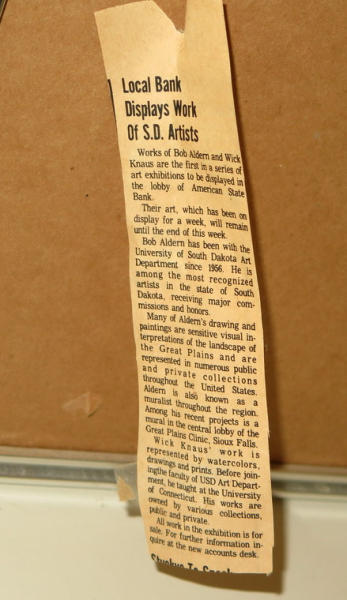 Local Bank
Displays Work
Of S.D. Artists
Works of Bob Aldern and Wick
Knaus are the first in a series of
art exhibitions to be displayed in
the lobby of American State
Bank.
Their art, which has been on
display for a week, will remain
until the end of this week.
Bob Aldern has been with the
University of South Dakota Art
Department since 1956. He is
among the most recognized
artists in the state of South
Dakota, receiving major com-
missions and honors.
Many of Aldern's drawing and
paintings are sensitive visual in-
terpretations of the landscape of
the Great Plains and are
represented in numerous public
and private collections
throughout the United States.
Aldern is also known as a
muralist throughout the region.
Among his recent projects is a
mural in the central lobby of the
Great Plains Clinic, Sioux Falls.
Wick Knaus' work is
represented by watercolors,
drawings and prints. Before join-
ing the faculty of USD Art Depart-
ment, he taught at the University
of Connecticut. His works are
owned by various collections,
public and private.
All work in the exhibition is for
sale. For further information in-
quire at the new accounts desk.